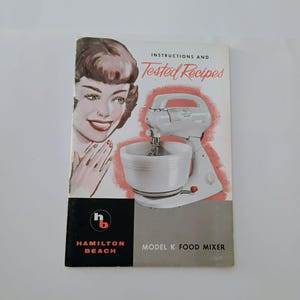 INSTRUCTIONS AND
Tested Recipes
hb
HAMILTON
BEACH
MODEL K FOOD MIXER